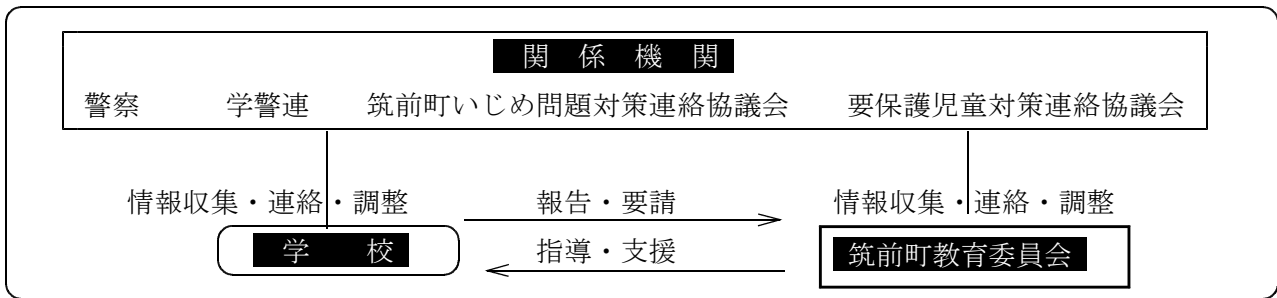 関 係 機 関
警察 学警連 筑前町いじめ問題対策連絡協議会 要保護児童対策連絡協議会
情報収集・連絡・調整 報告・要請 情報収集・連絡・調整
学 校 指導・支援 筑前町教育委員会